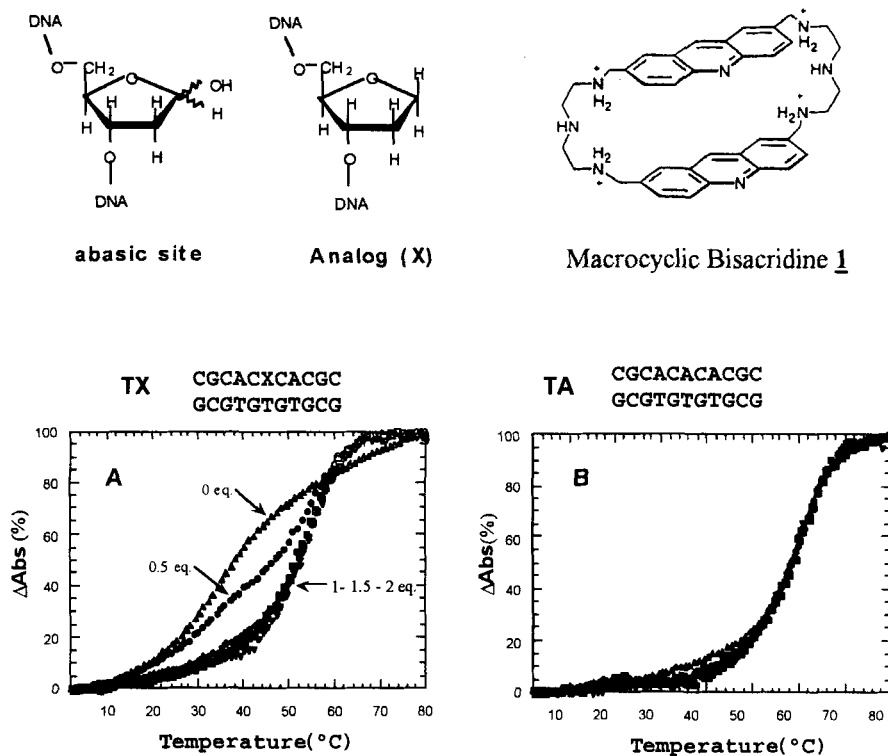 DNA
O
CH2
O
OH
H
H
H
H
H
O
DNA
abasic site
DNA
O
CH2
O
H
H
H
H
H
H
O
DNA
Analog (X)
+
N
H2
N
+
N
H2
HN
HN
H2N
+
H2
N
+
N
Macrocyclic Bisacridine 1
TX CGCACXCACGC
GCGTGTGTGCG
A
0 eq.
0.5 eq.
1- 1.5 - 2 eq.
ΔAbs(%)
100
80
60
40
20
0
10 20 30 40 50 60 70 80
Temperature(°C)
TA CGCACACACGC
GCGTGTGTGCG
B
ΔAbs(%)
100
80
60
40
20
0
10 20 30 40 50 60 70 80
Temperature(°C)